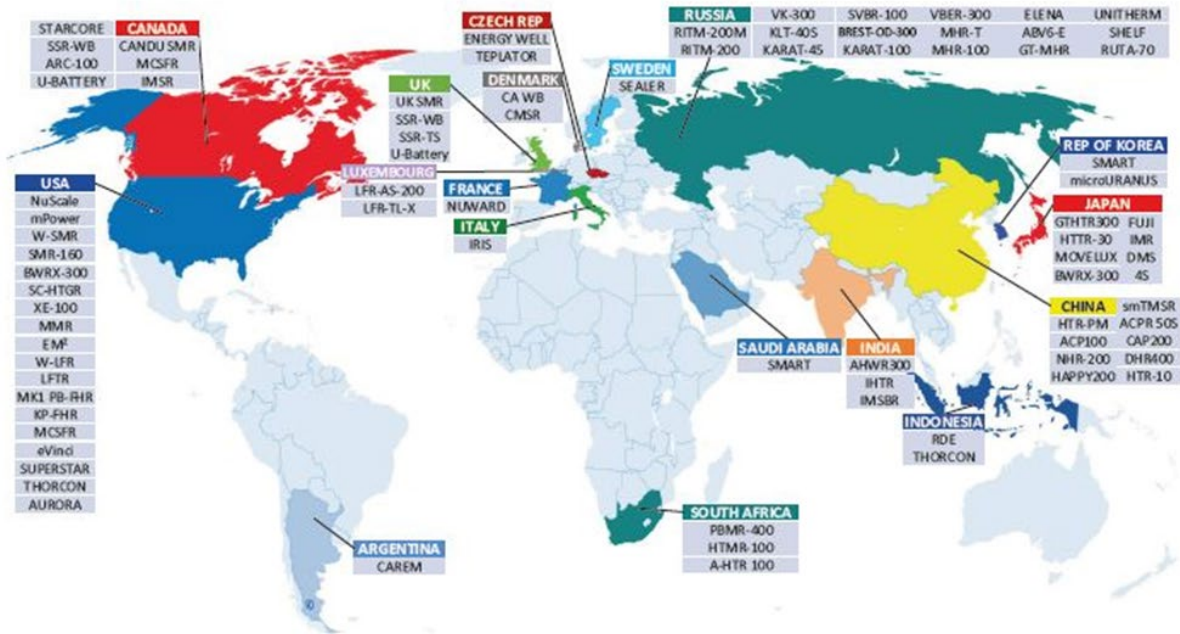 STARCORE CANADA
SSR-WB CANDU SMR
ARC-100 MCSFR
U-BATTERY IMSR
CZECH REP
ENERGY WELL
TEPLATOR
RUSSIA VK-300 SVBR-100 VBER-300 ELENA UNITHERM
RITM-200M KLT-40S BREST-OD-300 MHR-T ABV6-E SHELF
RITM-200 KARAT-45 KARAT-100 MHR-100 GT-MHR RUTA-70
UK
UK SMR
SSR-WB
SSR-TS
U-Battery
DENMARK
CA WB
CMSR
SWEDEN
SEALER
LUXEMBOURG
LFR-AS-200
LFR-TL-X
FRANCE
NUWARD
ITALY
IRIS
REP OF KOREA
SMART
microURANUS
JAPAN
GTHTR300 FUJI
HTTR-30 IMR
MOVELUX DMS
BWRX-300 4S
USA
NuScale
mPower
W-SMR
SMR-160
BWRX-300
SC-HTGR
XE-100
MMR
EM²
W-LFR
LFTR
MK1 PB-FHR
KP-FHR
MCSFR
eVinci
SUPERSTAR
THORCON
AURORA
CHINA smTMSR
HTR-PM ACPR 50S
ACP100 CAP200
NHR-200 DHR400
HAPPY200 HTR-10
SAUDI ARABIA
SMART
INDIA
AHWR300
IHTR
IMSBR
INDONESIA
RDE
THORCON
SOUTH AFRICA
PBMR-400
HTMR-100
A-HTR 100
ARGENTINA
CAREM